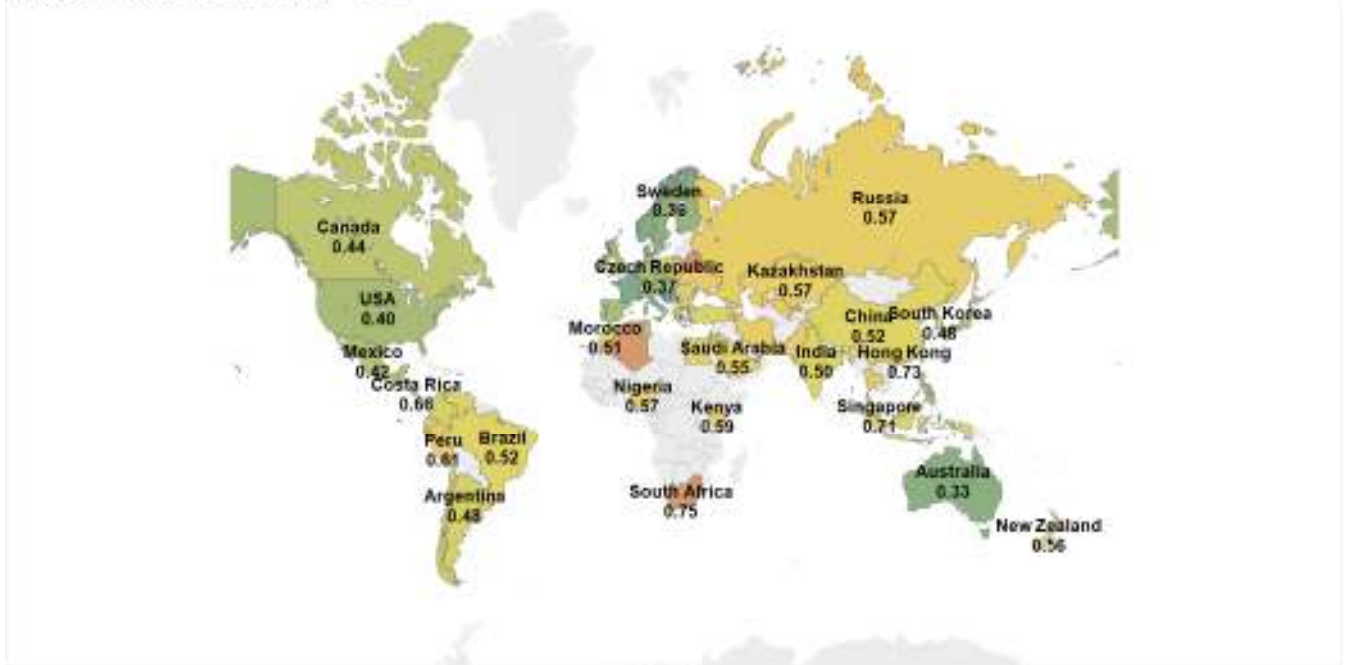 Sweden
0.36
Russia
0.57
Canada
0.44
Czech Republic
0.37
Kazakhstan
0.57
USA
0.40
China
0.52
South Korea
0.48
Morocco
0.51
Mexico
0.42
Saudi Arabia
0.55
India
0.50
Hong Kong
0.73
Costa Rica
0.66
Nigeria
0.57
Kenya
0.59
Singapore
0.71
Peru
0.61
Brazil
0.52
Australia
0.33
Argentina
0.48
South Africa
0.75
New Zealand
0.56